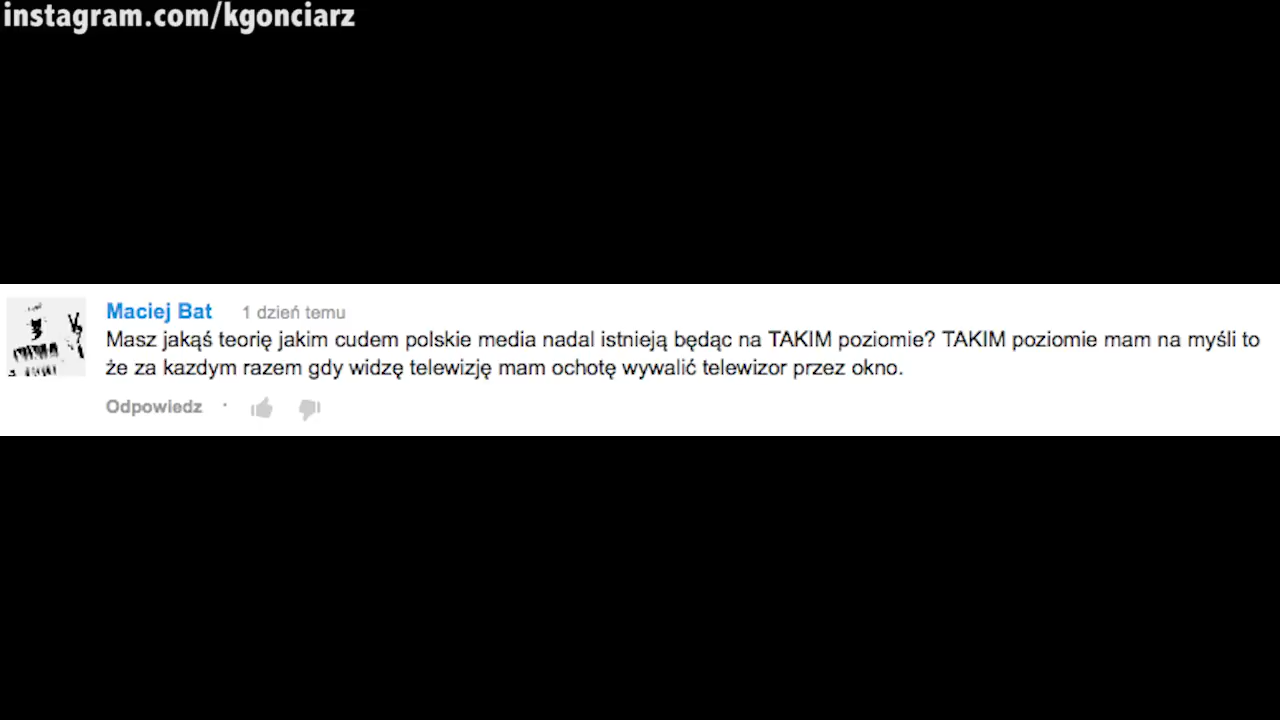 instagram.com/kgonciarz
Maciej Bat 1 dzień temu
Masz jakąś teorię jakim cudem polskie media nadal istnieją będąc na TAKIM poziomie? TAKIM poziomie mam na myśli to
że za kazdym razem gdy widzę telewizję mam ochotę wywalić telewizor przez okno.
Odpowiedz ·